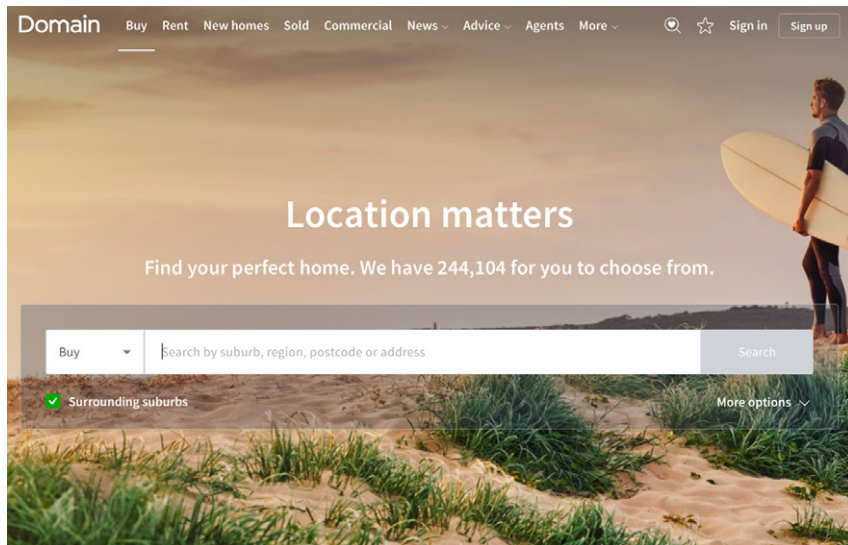 Domain Buy Rent New homes Sold Commercial News Advice Agents More Sign in Sign up
Location matters
Find your perfect home. We have 244,104 for you to choose from.
Buy Search by suburb, region, postcode or address Search
Surrounding suburbs More options